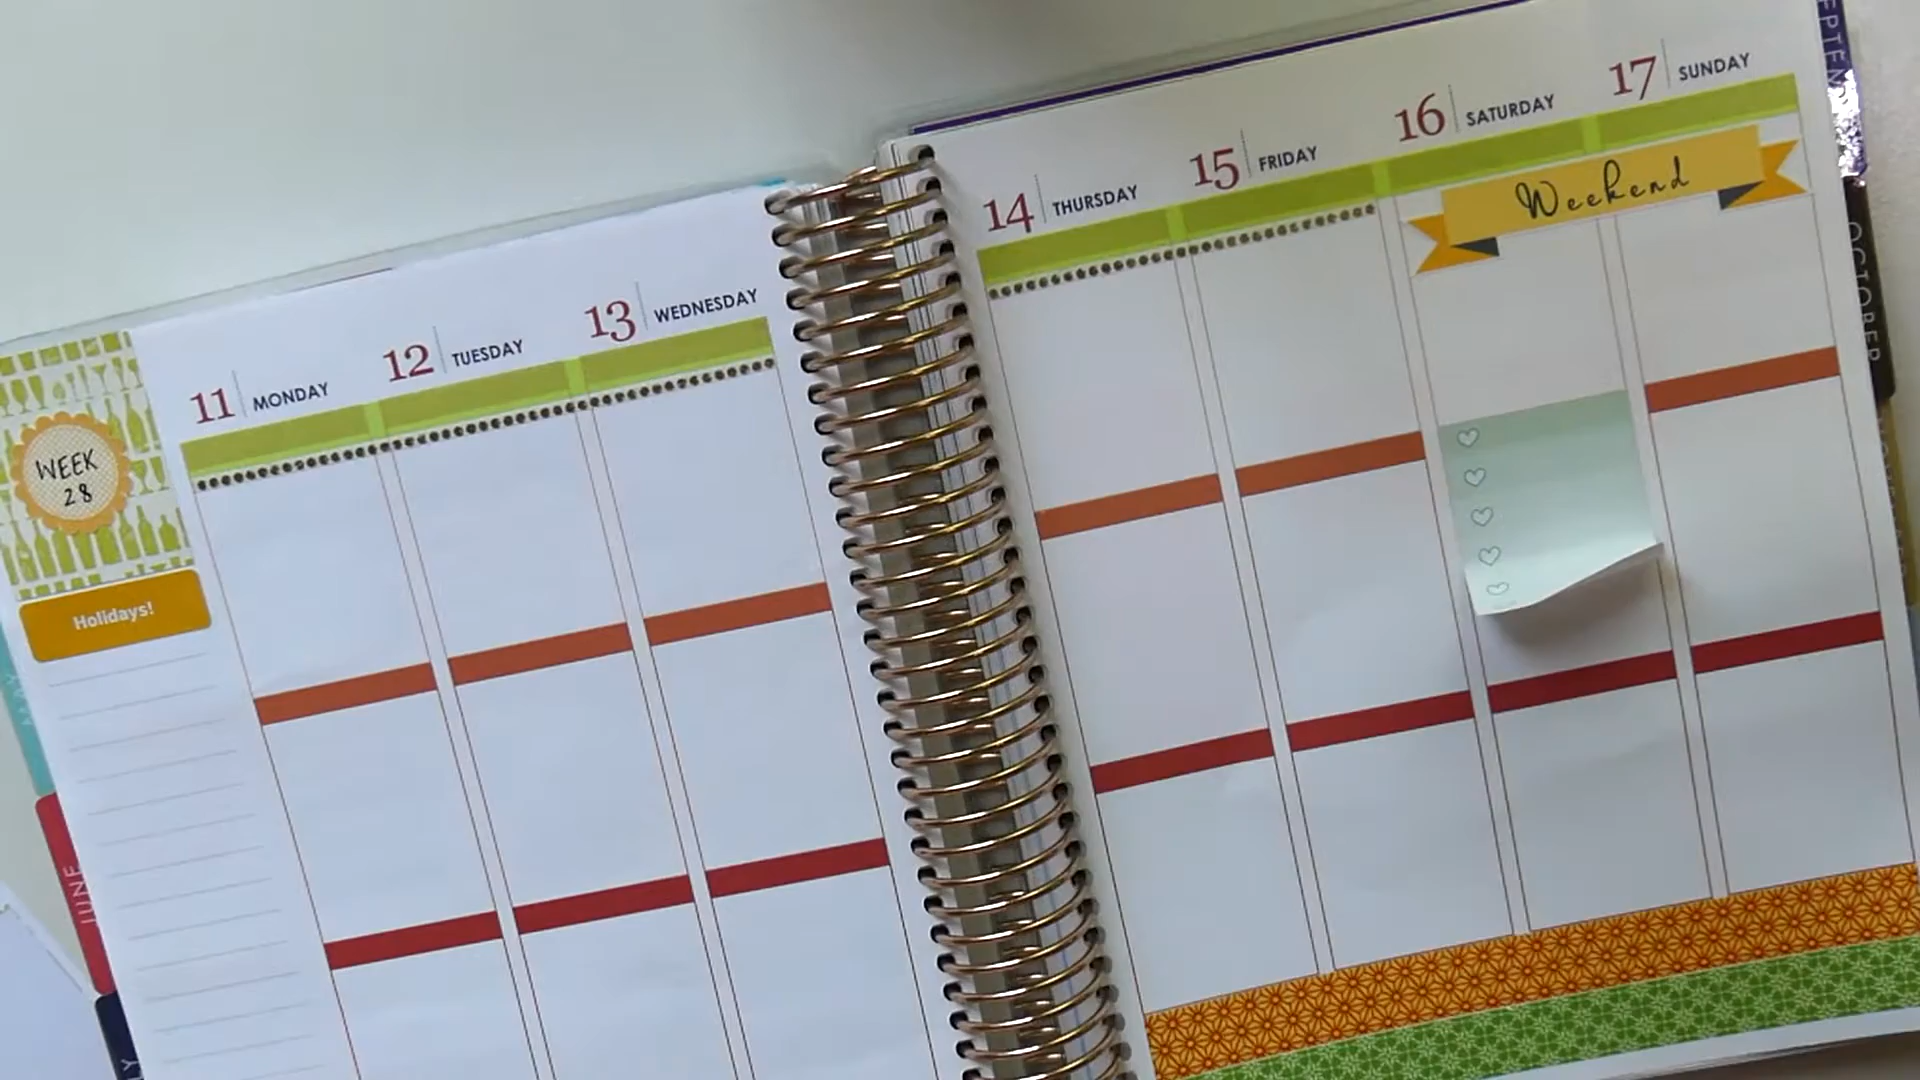 11 MONDAY
12 TUESDAY
13 WEDNESDAY
14 THURSDAY
15 FRIDAY
16 SATURDAY
17 SUNDAY
Weekend
WEEK
28
Holidays!
JUNE
OCTOBER